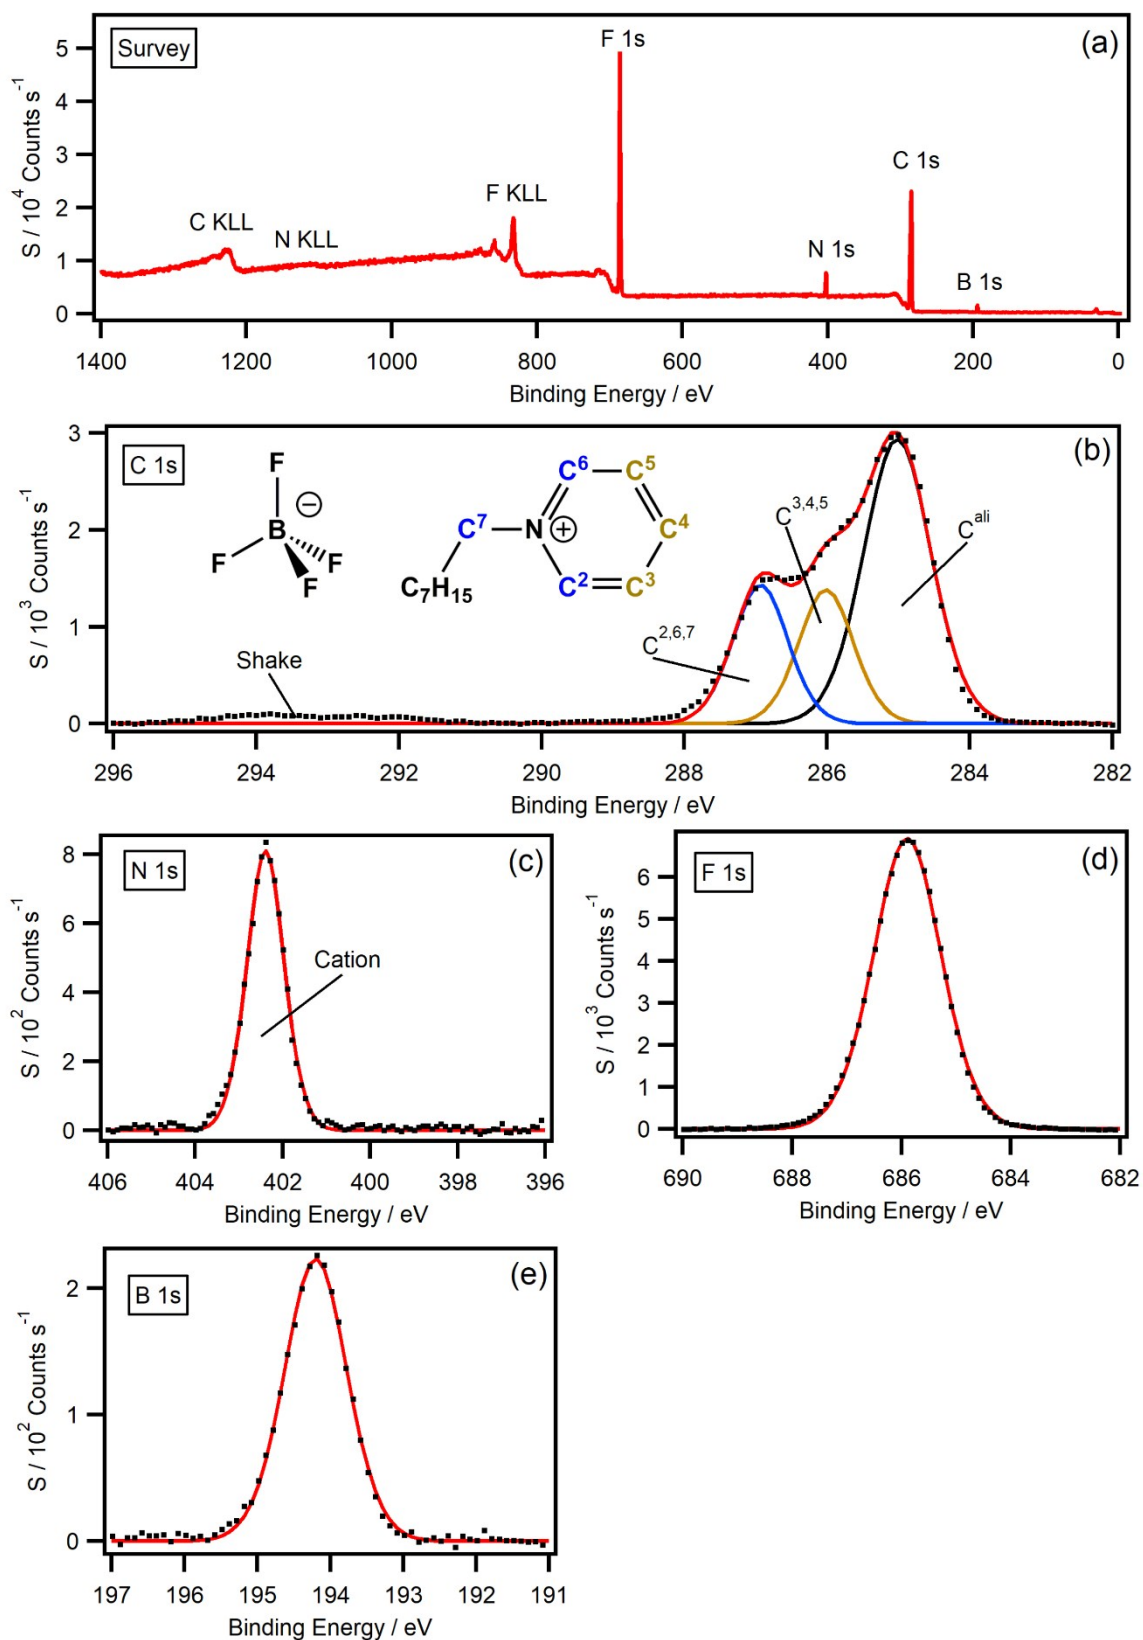 Survey
(a)
S / 10⁴ Counts s⁻¹
5
4
3
2
1
0
C KLL
N KLL
F KLL
F 1s
N 1s
C 1s
B 1s
1400 1200 1000 800 600 400 200 0
Binding Energy / eV
C 1s
(b)
S / 10³ Counts s⁻¹
3
2
1
0
F
B ⊖
F F
F
C⁶ C⁵
C⁷ N ⊕ C⁴
C₇H₁₅ C² C³
Shake
C²,⁶,⁷
C³,⁴,⁵
Cᵃˡⁱ
296 294 292 290 288 286 284 282
Binding Energy / eV
N 1s
(c)
S / 10² Counts s⁻¹
8
6
4
2
0
Cation
406 404 402 400 398 396
Binding Energy / eV
F 1s
(d)
S / 10³ Counts s⁻¹
6
5
4
3
2
1
0
690 688 686 684 682
Binding Energy / eV
B 1s
(e)
S / 10² Counts s⁻¹
2
1
0
197 196 195 194 193 192 191
Binding Energy / eV